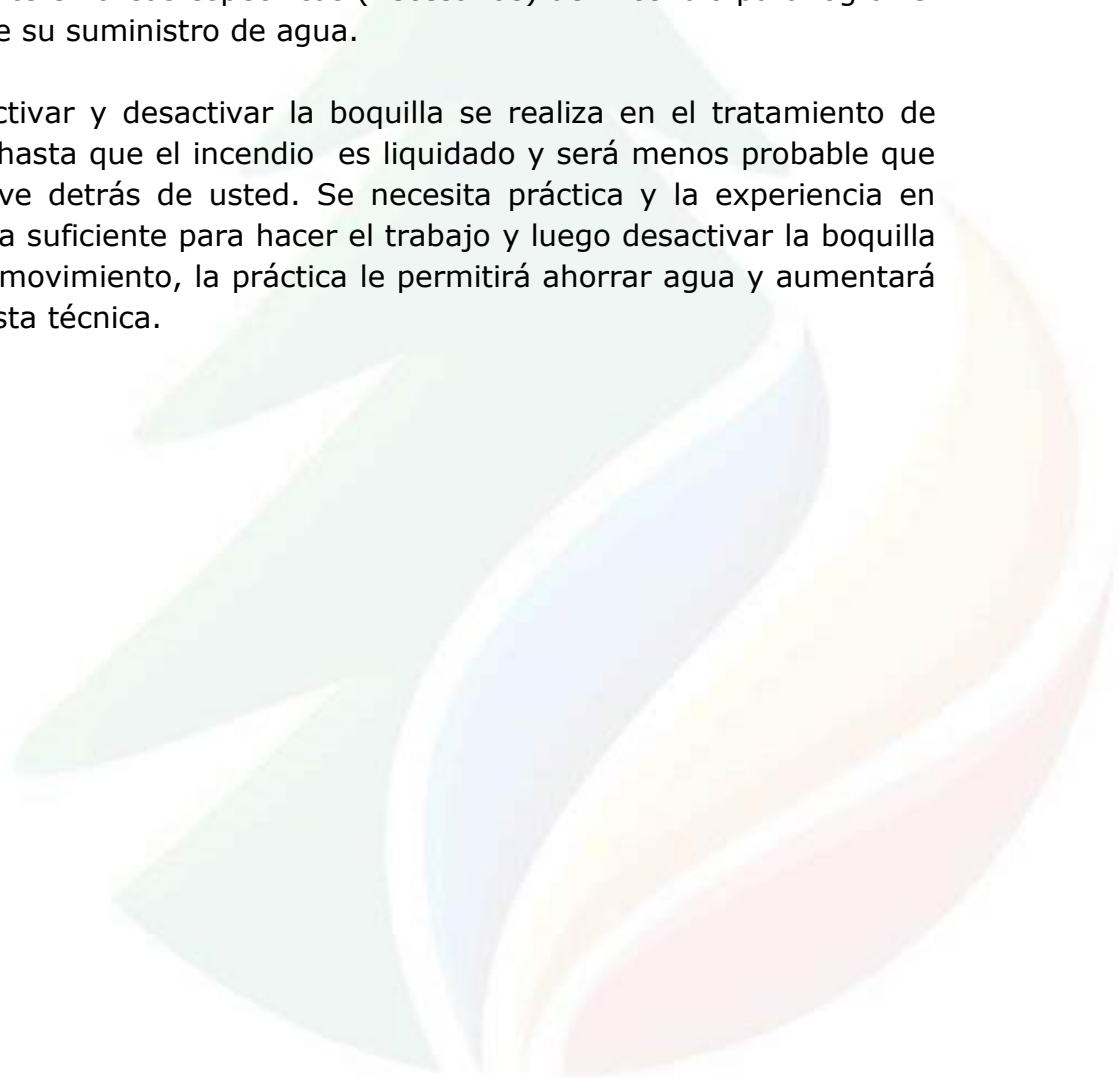 e su suministro de agua.
ctivar y desactivar la boquilla se realiza en el tratamiento de
hasta que el incendio es liquidado y será menos probable que
ve detrás de usted. Se necesita práctica y la experiencia en
a suficiente para hacer el trabajo y luego desactivar la boquilla
movimiento, la práctica le permitirá ahorrar agua y aumentará
sta técnica.